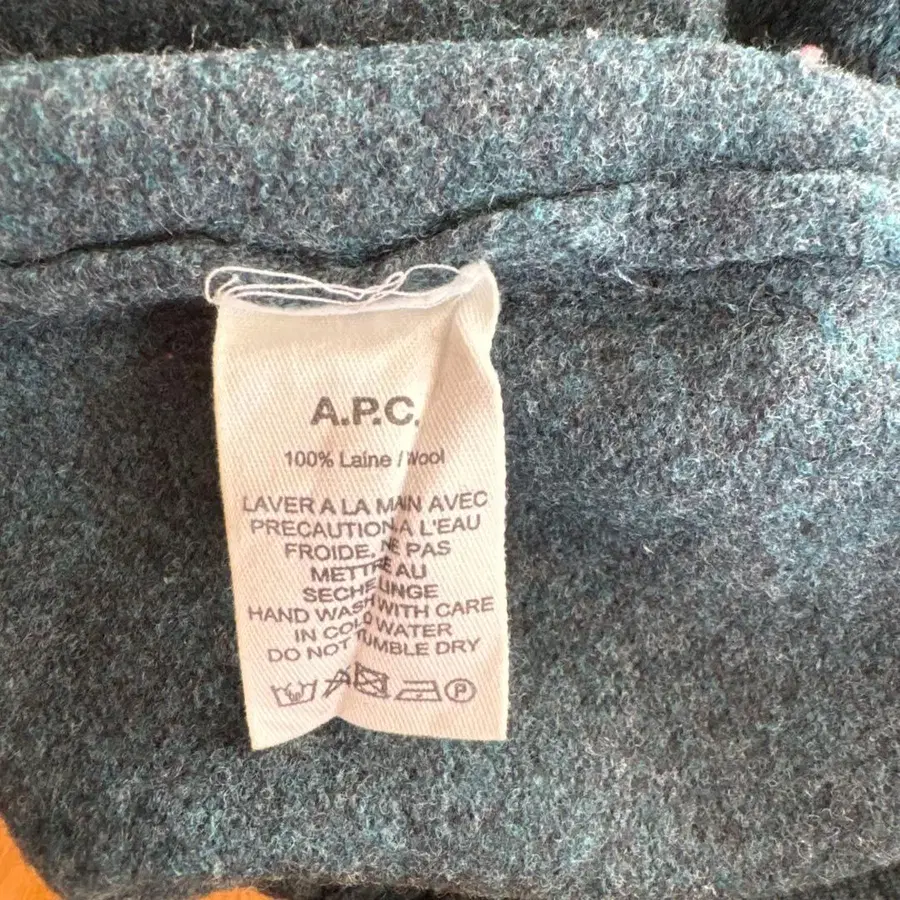 A.P.C.
100% Laine / Wool
LAVER A LA MAIN AVEC
PRECAUTION A L'EAU
FROIDE, NE PAS
METTRE AU
SECHE LINGE
HAND WASH WITH CARE
IN COLD WATER
DO NOT TUMBLE DRY
P